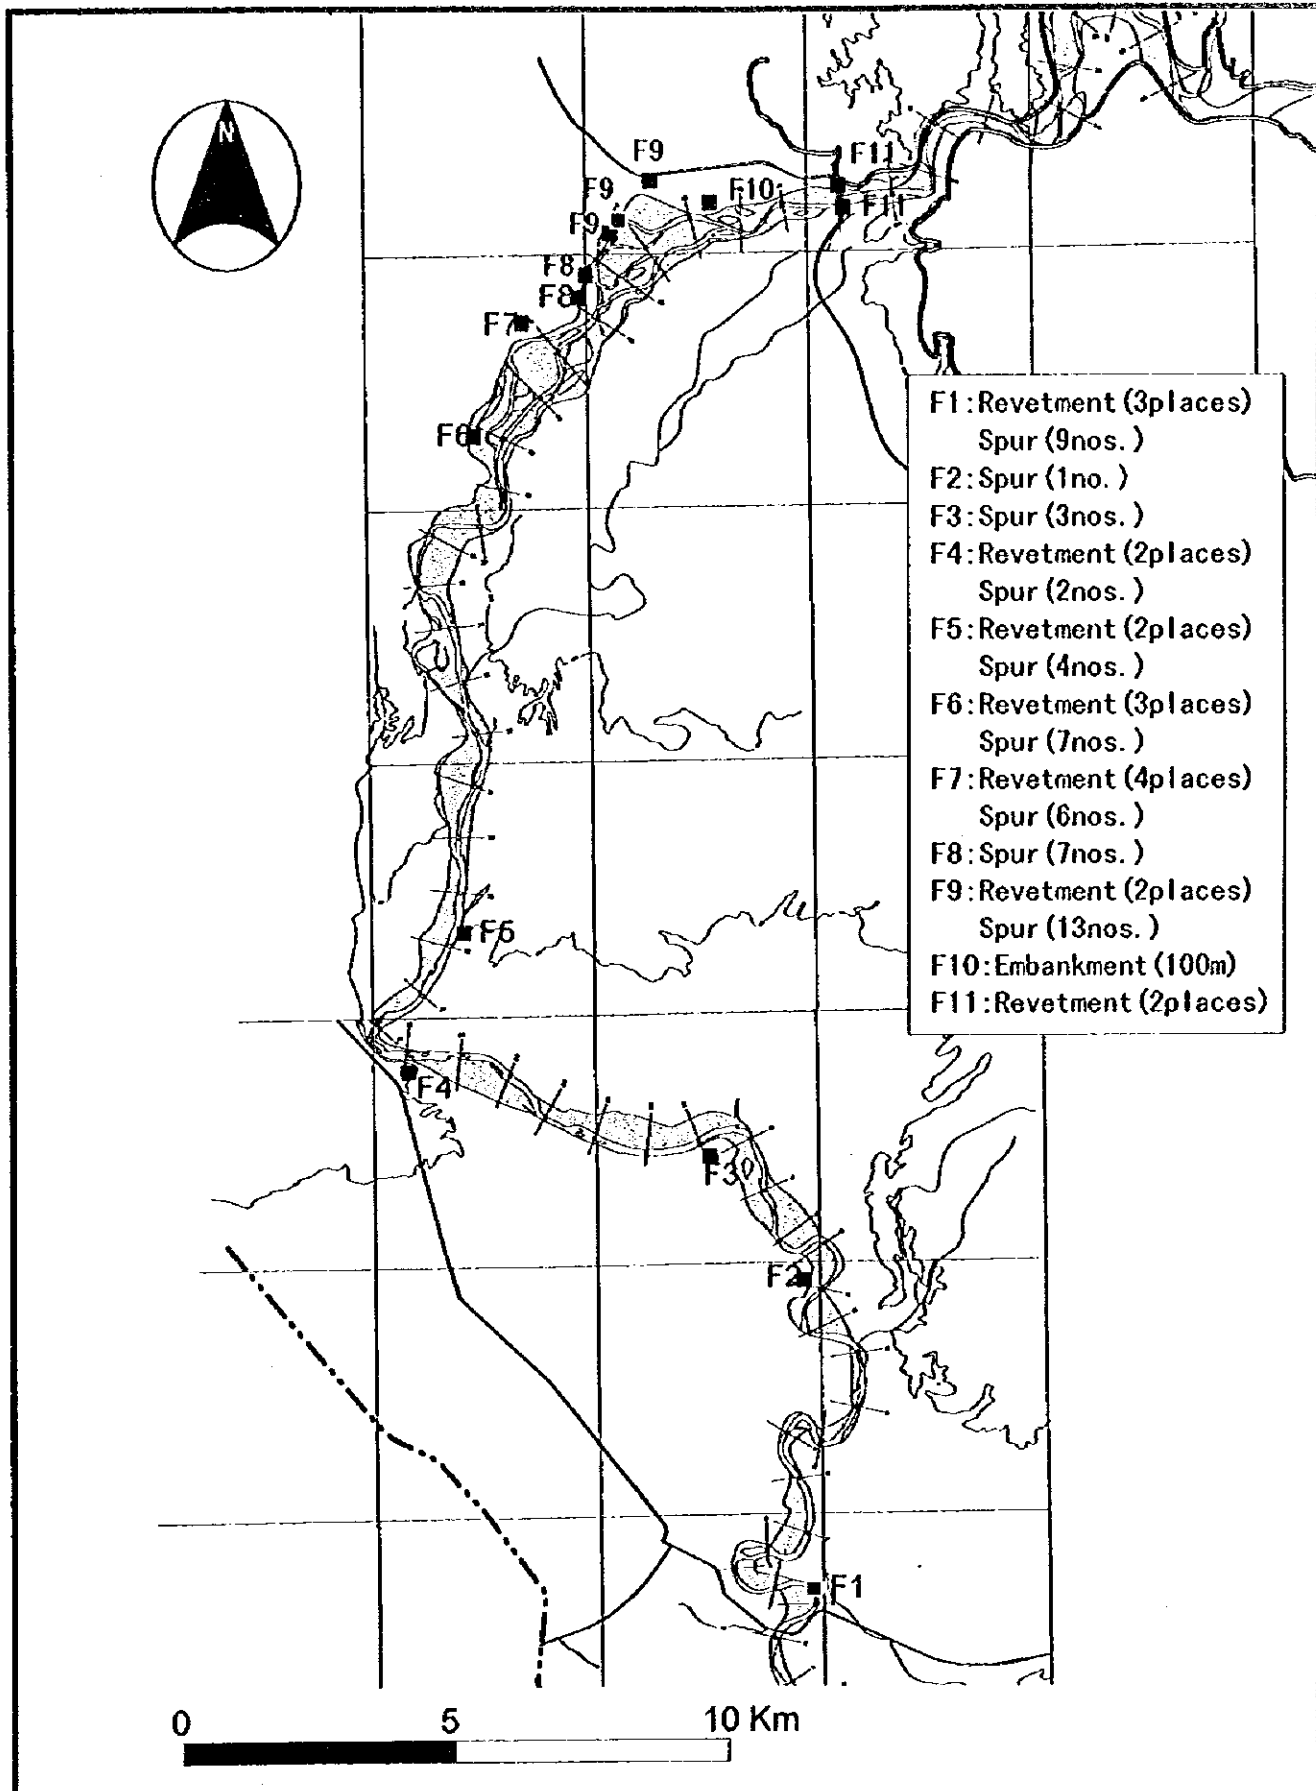 N
F9
F11
F9
F10
F11
F9
F8
F8
F7
F6
F1:Revetment(3places)
Spur(9nos.)
F2:Spur(1no.)
F3:Spur(3nos.)
F4:Revetment(2places)
Spur(2nos.)
F5:Revetment(2places)
Spur(4nos.)
F6:Revetment(3places)
Spur(7nos.)
F7:Revetment(4places)
Spur(6nos.)
F8:Spur(7nos.)
F9:Revetment(2places)
Spur(13nos.)
F10:Embankment(100m)
F11:Revetment(2places)
F5
F4
F3
F2
F1
0 5 10 Km